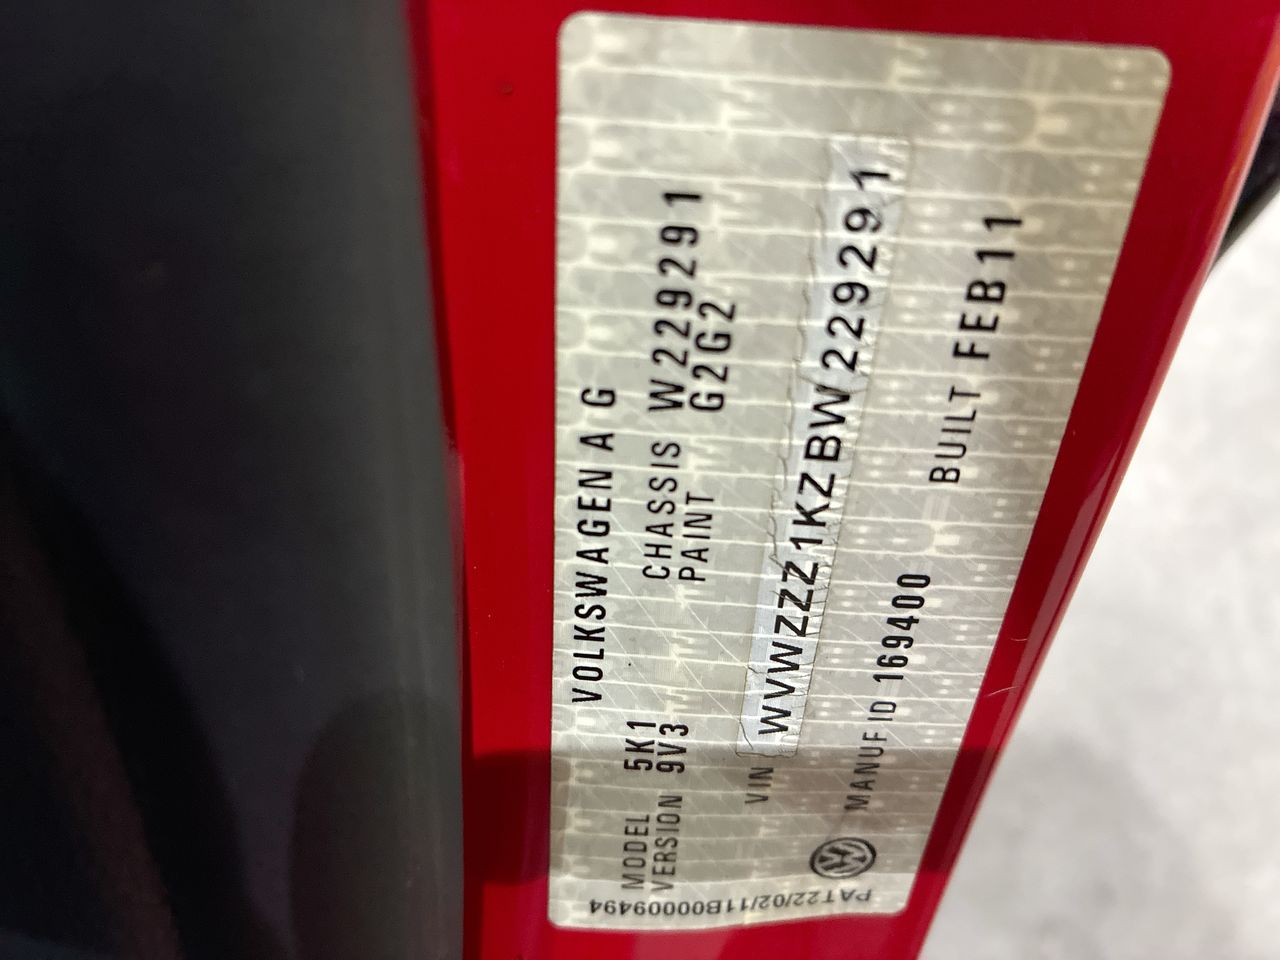 VOLKSWAGEN A G
MODEL 5K1 CHASSIS W229291
VERSION 9V3 PAINT G2G2
VIN WVWZZZ1KZBW229291
MANUF ID 169400 BUILT FEB11
PAT22/02/11B00009494